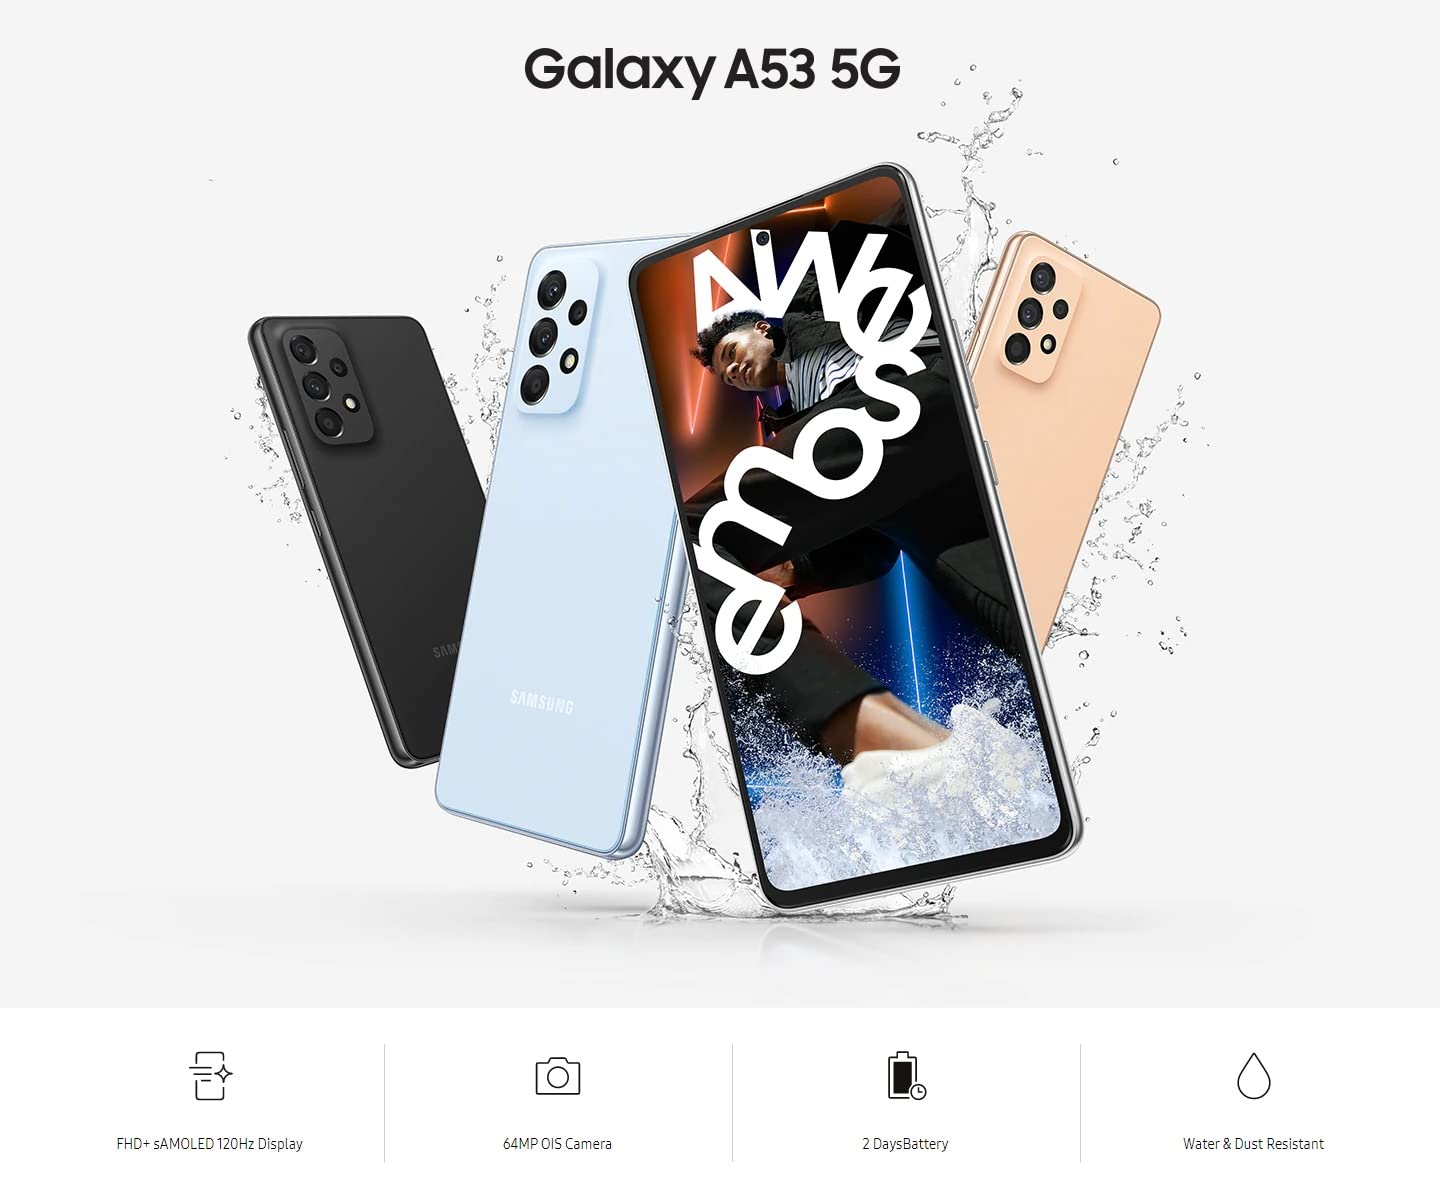 Galaxy A53 5G
Awesome
SAMSUNG
SAM
FHD+ sAMOLED 120Hz Display
64MP OIS Camera
2 DaysBattery
Water & Dust Resistant